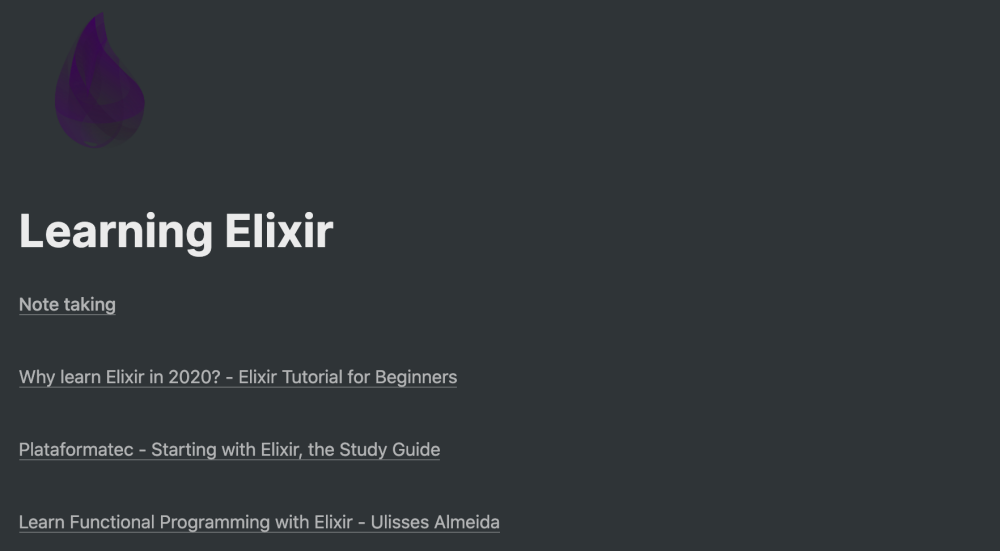 Learning Elixir
Note taking
Why learn Elixir in 2020? - Elixir Tutorial for Beginners
Plataformatec - Starting with Elixir, the Study Guide
Learn Functional Programming with Elixir - Ulisses Almeida